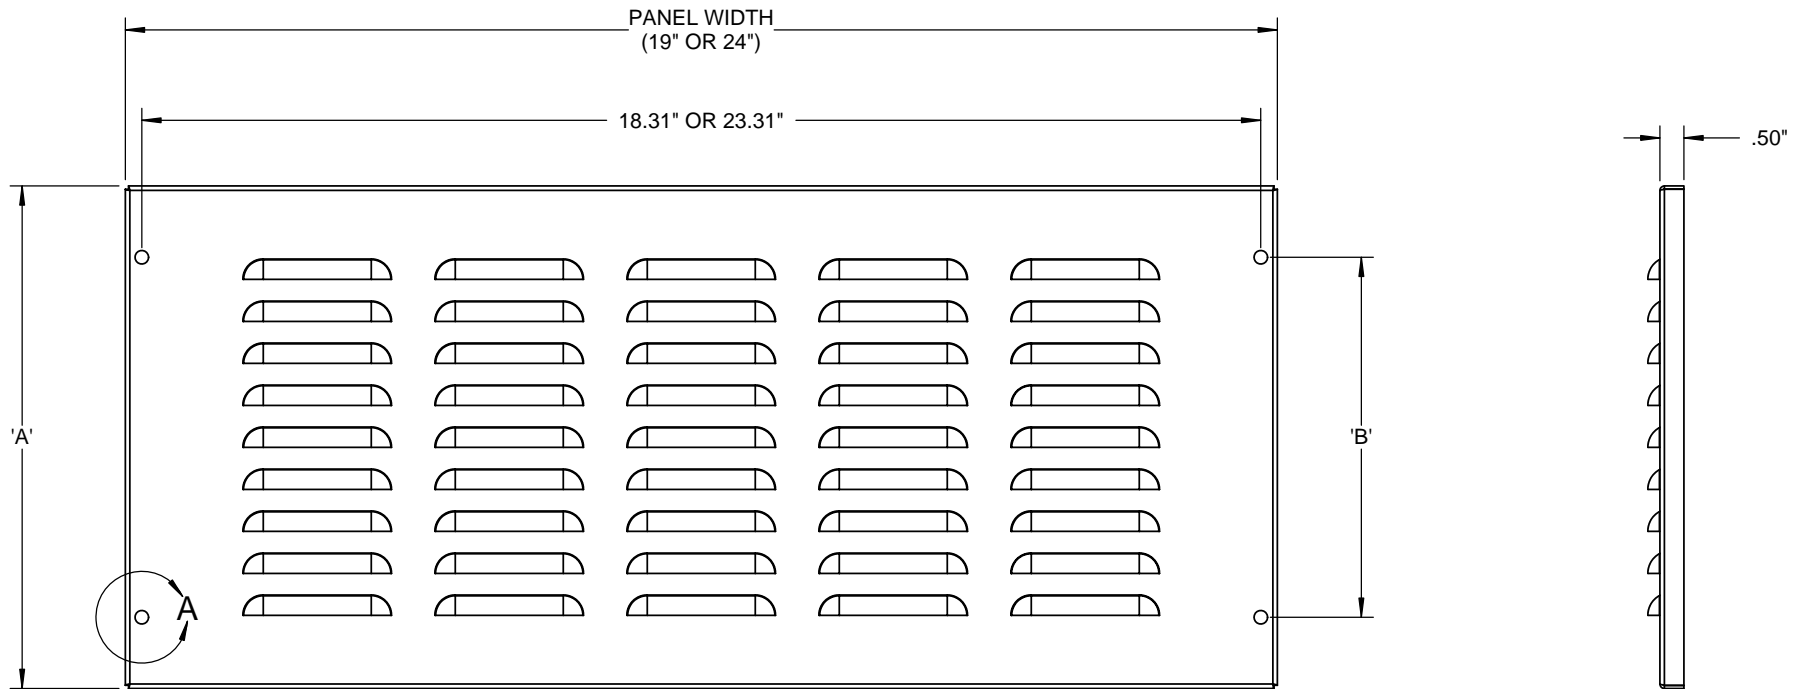 PANEL WIDTH
(19" OR 24")
18.31" OR 23.31"
.50"
'A'
'B'
A